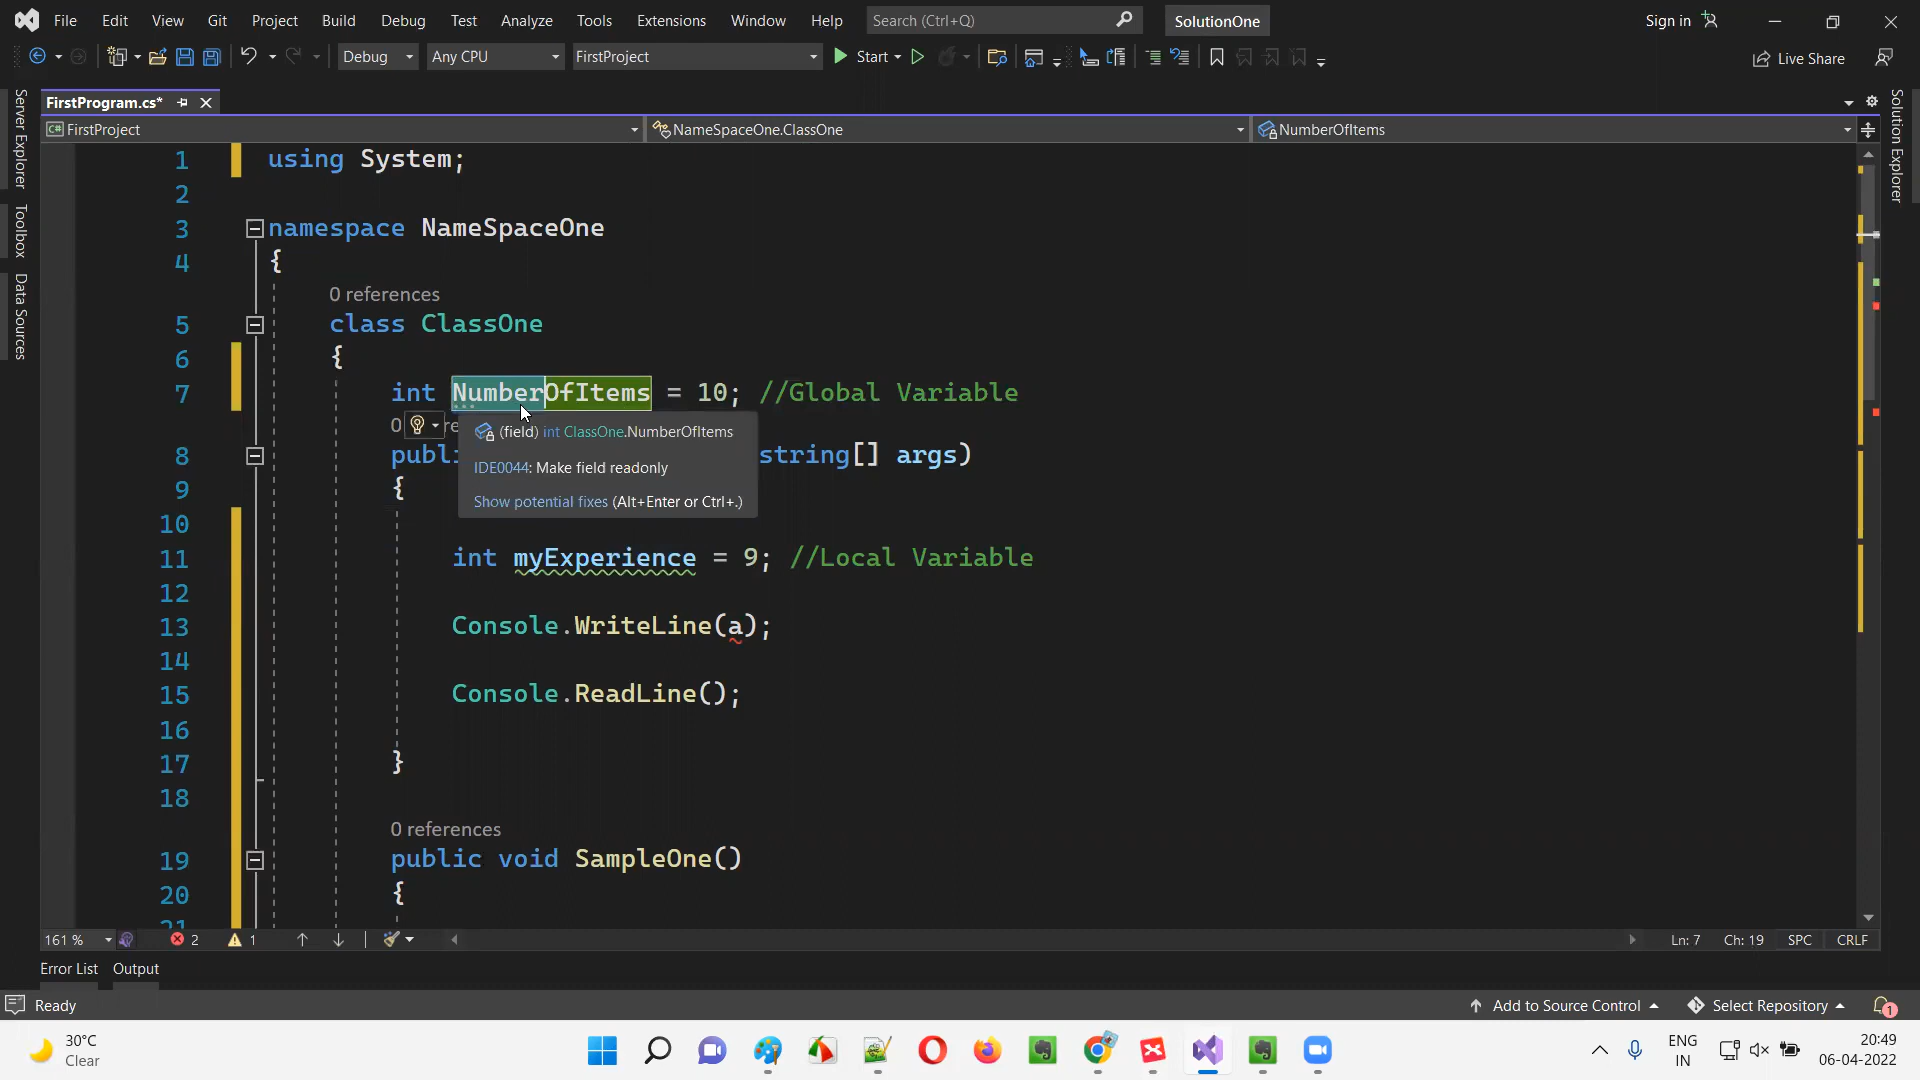 File Edit View Git Project Build Debug Test Analyze Tools Extensions Window Help Search (Ctrl+Q) SolutionOne Sign in
Debug Any CPU FirstProject Start Live Share
FirstProgram.cs*
FirstProject NameSpaceOne.ClassOne NumberOfItems
Server Explorer
Toolbox
Data Sources
Solution Explorer
1 using System;
2
3 namespace NameSpaceOne
4 {
0 references
5 class ClassOne
6 {
7 int NumberOfItems = 10; //Global Variable
0 re
(field) int ClassOne.NumberOfItems
8 publi string[] args)
IDE0044: Make field readonly
9 {
Show potential fixes (Alt+Enter or Ctrl+.)
10
11 int myExperience = 9; //Local Variable
12
13 Console.WriteLine(a);
14
15 Console.ReadLine();
16
17 }
18
0 references
19 public void SampleOne()
20 {
21
161 % 2 1 Ln: 7 Ch: 19 SPC CRLF
Error List Output
Ready Add to Source Control Select Repository 1
30°C
Clear
ENG
IN
20:49
06-04-2022